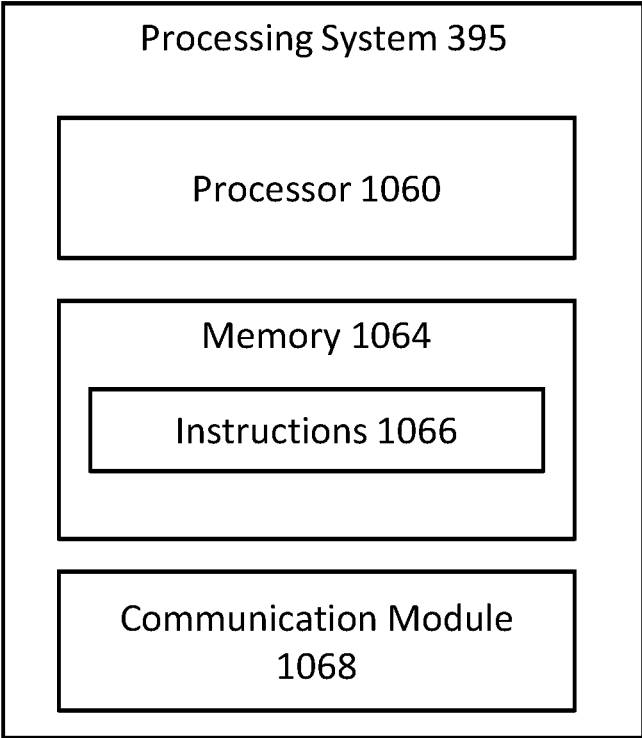 Processing System 395
Processor 1060
Memory 1064
Instructions 1066
Communication Module
1068